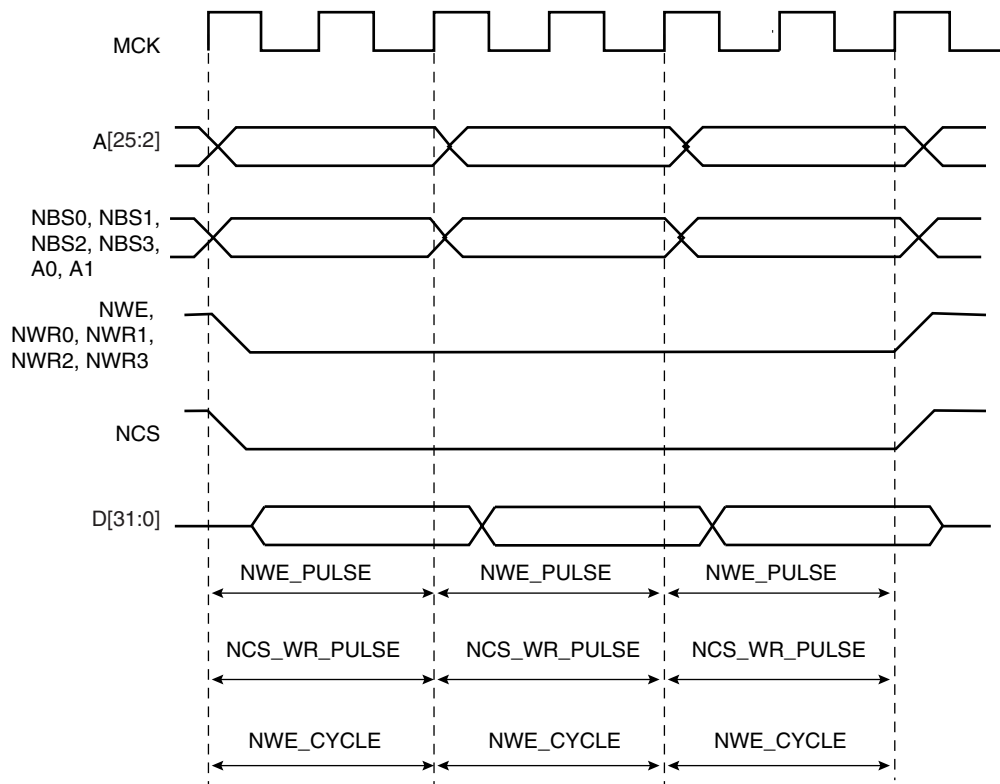 MCK
A[25:2]
NBS0, NBS1,
NBS2, NBS3,
A0, A1
NWE,
NWR0, NWR1,
NWR2, NWR3
NCS
D[31:0]
NWE_PULSE NWE_PULSE NWE_PULSE
NCS_WR_PULSE NCS_WR_PULSE NCS_WR_PULSE
NWE_CYCLE NWE_CYCLE NWE_CYCLE